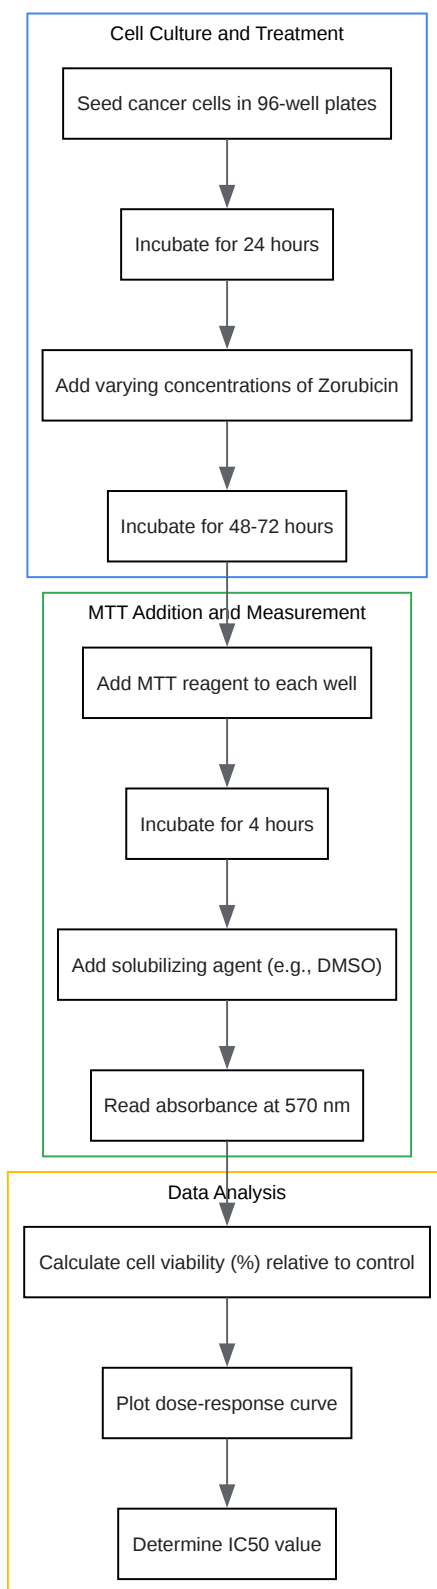 Cell Culture and Treatment
Seed cancer cells in 96-well plates
Incubate for 24 hours
Add varying concentrations of Zorubicin
Incubate for 48-72 hours
MTT Addition and Measurement
Add MTT reagent to each well
Incubate for 4 hours
Add solubilizing agent (e.g., DMSO)
Read absorbance at 570 nm
Data Analysis
Calculate cell viability (%) relative to control
Plot dose-response curve
Determine IC50 value